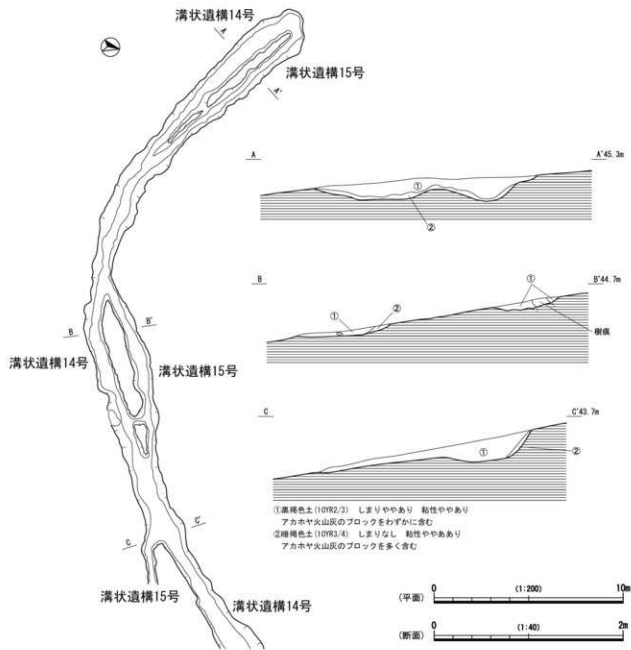 溝状遺構14号
A
A'
溝状遺構15号
A
A'45.3m
①
②
B
B'44.7m
①
②
①
樹痕
B
B'
溝状遺構14号
溝状遺構15号
C
C'43.7m
①
②
①黒褐色土(10YR2/3) しまりややあり 粘性ややあり
アカホヤ火山灰のブロックをわずかに含む
②暗褐色土(10YR3/4) しまりなし 粘性ややああり
アカホヤ火山灰のブロックを多く含む
C
C'
溝状遺構15号
溝状遺構14号
(平面) 0 (1:200) 10m
(断面) 0 (1:40) 2m